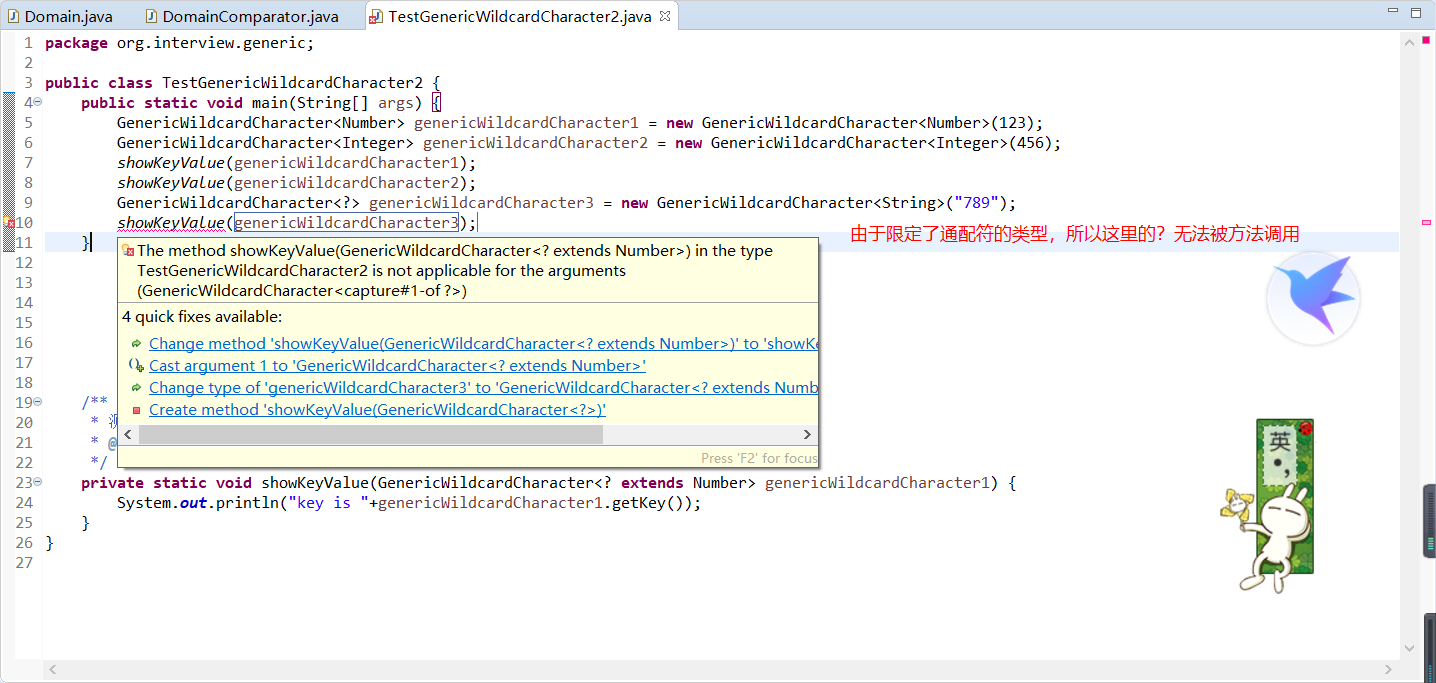 Domain.java DomainComparator.java TestGenericWildcardCharacter2.java
1 package org.interview.generic;
2
3 public class TestGenericWildcardCharacter2 {
4 public static void main(String[] args) {
5 GenericWildcardCharacter<Number> genericWildcardCharacter1 = new GenericWildcardCharacter<Number>(123);
6 GenericWildcardCharacter<Integer> genericWildcardCharacter2 = new GenericWildcardCharacter<Integer>(456);
7 showKeyValue(genericWildcardCharacter1);
8 showKeyValue(genericWildcardCharacter2);
9 GenericWildcardCharacter<?> genericWildcardCharacter3 = new GenericWildcardCharacter<String>("789");
10 showKeyValue(genericWildcardCharacter3);
由于限定了通配符的类型，所以这里的？无法被方法调用
11 }
The method showKeyValue(GenericWildcardCharacter<? extends Number>) in the type
TestGenericWildcardCharacter2 is not applicable for the arguments
(GenericWildcardCharacter<capture#1-of ?>)
4 quick fixes available:
Change method 'showKeyValue(GenericWildcardCharacter<? extends Number>)' to 'showKe
Cast argument 1 to 'GenericWildcardCharacter<? extends Number>'
Change type of 'genericWildcardCharacter3' to 'GenericWildcardCharacter<? extends Numb
Create method 'showKeyValue(GenericWildcardCharacter<?>)'
Press 'F2' for focus
12
13
14
15
16
17
18
19 /**
20 *
21 * @
22 */
23 private static void showKeyValue(GenericWildcardCharacter<? extends Number> genericWildcardCharacter1) {
24 System.out.println("key is "+genericWildcardCharacter1.getKey());
25 }
26 }
27
英